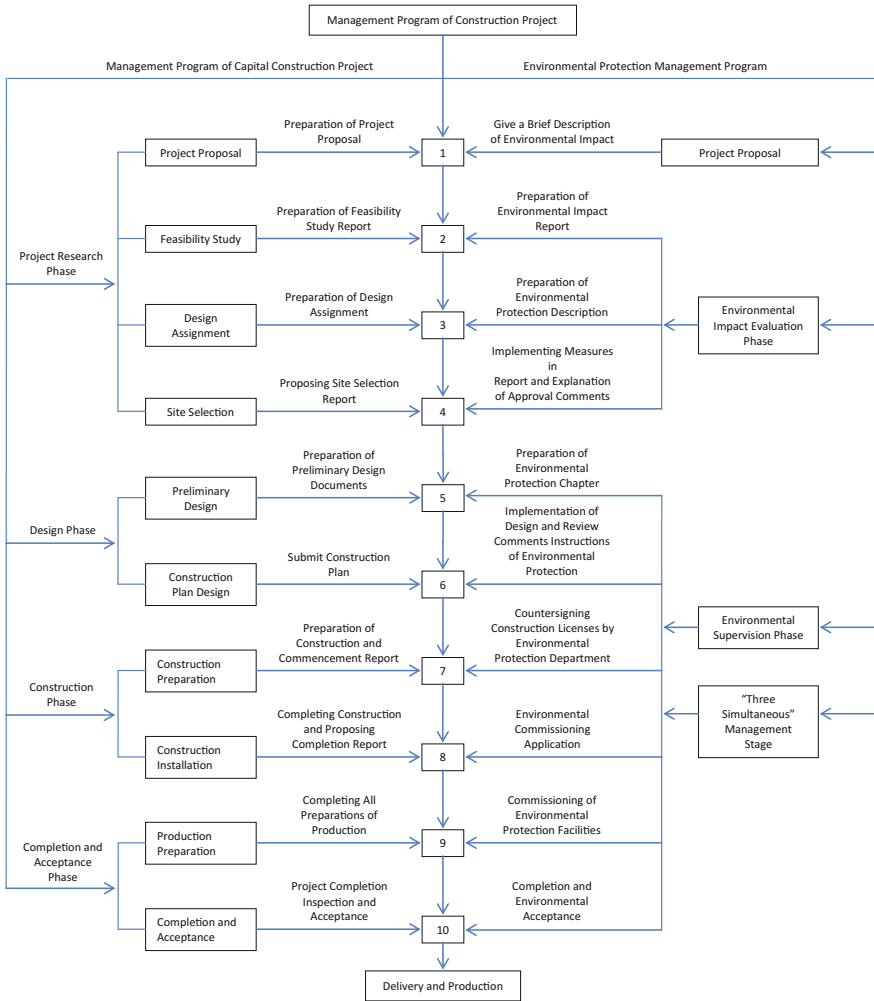 Management Program of Construction Project
Management Program of Capital Construction Project
Environmental Protection Management Program
Project Research
Phase
Project Proposal
Preparation of Project
Proposal
1
Give a Brief Description
of Environmental Impact
Project Proposal
Feasibility Study
Preparation of Feasibility
Study Report
2
Preparation of
Environmental Impact
Report
Design
Assignment
Preparation of Design
Assignment
3
Preparation of
Environmental
Protection Description
Environmental
Impact Evaluation
Phase
Site Selection
Proposing Site Selection
Report
4
Implementing Measures
in
Report and Explanation
of Approval Comments
Design Phase
Preliminary
Design
Preparation of
Preliminary Design
Documents
5
Preparation of
Environmental
Protection Chapter
Construction
Plan Design
Submit Construction
Plan
6
Implementation of
Design and Review
Comments Instructions
of Environmental
Protection
Environmental
Supervision Phase
Construction
Phase
Construction
Preparation
Preparation of
Construction and
Commencement Report
7
Countersigning
Construction Licenses by
Environmental
Protection Department
“Three
Simultaneous”
Management
Stage
Construction
Installation
Completing Construction
and Proposing
Completion Report
8
Environmental
Commissioning
Application
Completion and
Acceptance
Phase
Production
Preparation
Completing All
Preparations of
Production
9
Commissioning of
Environmental
Protection Facilities
Completion and
Acceptance
Project Completion
Inspection and
Acceptance
10
Completion and
Environmental
Acceptance
Delivery and Production